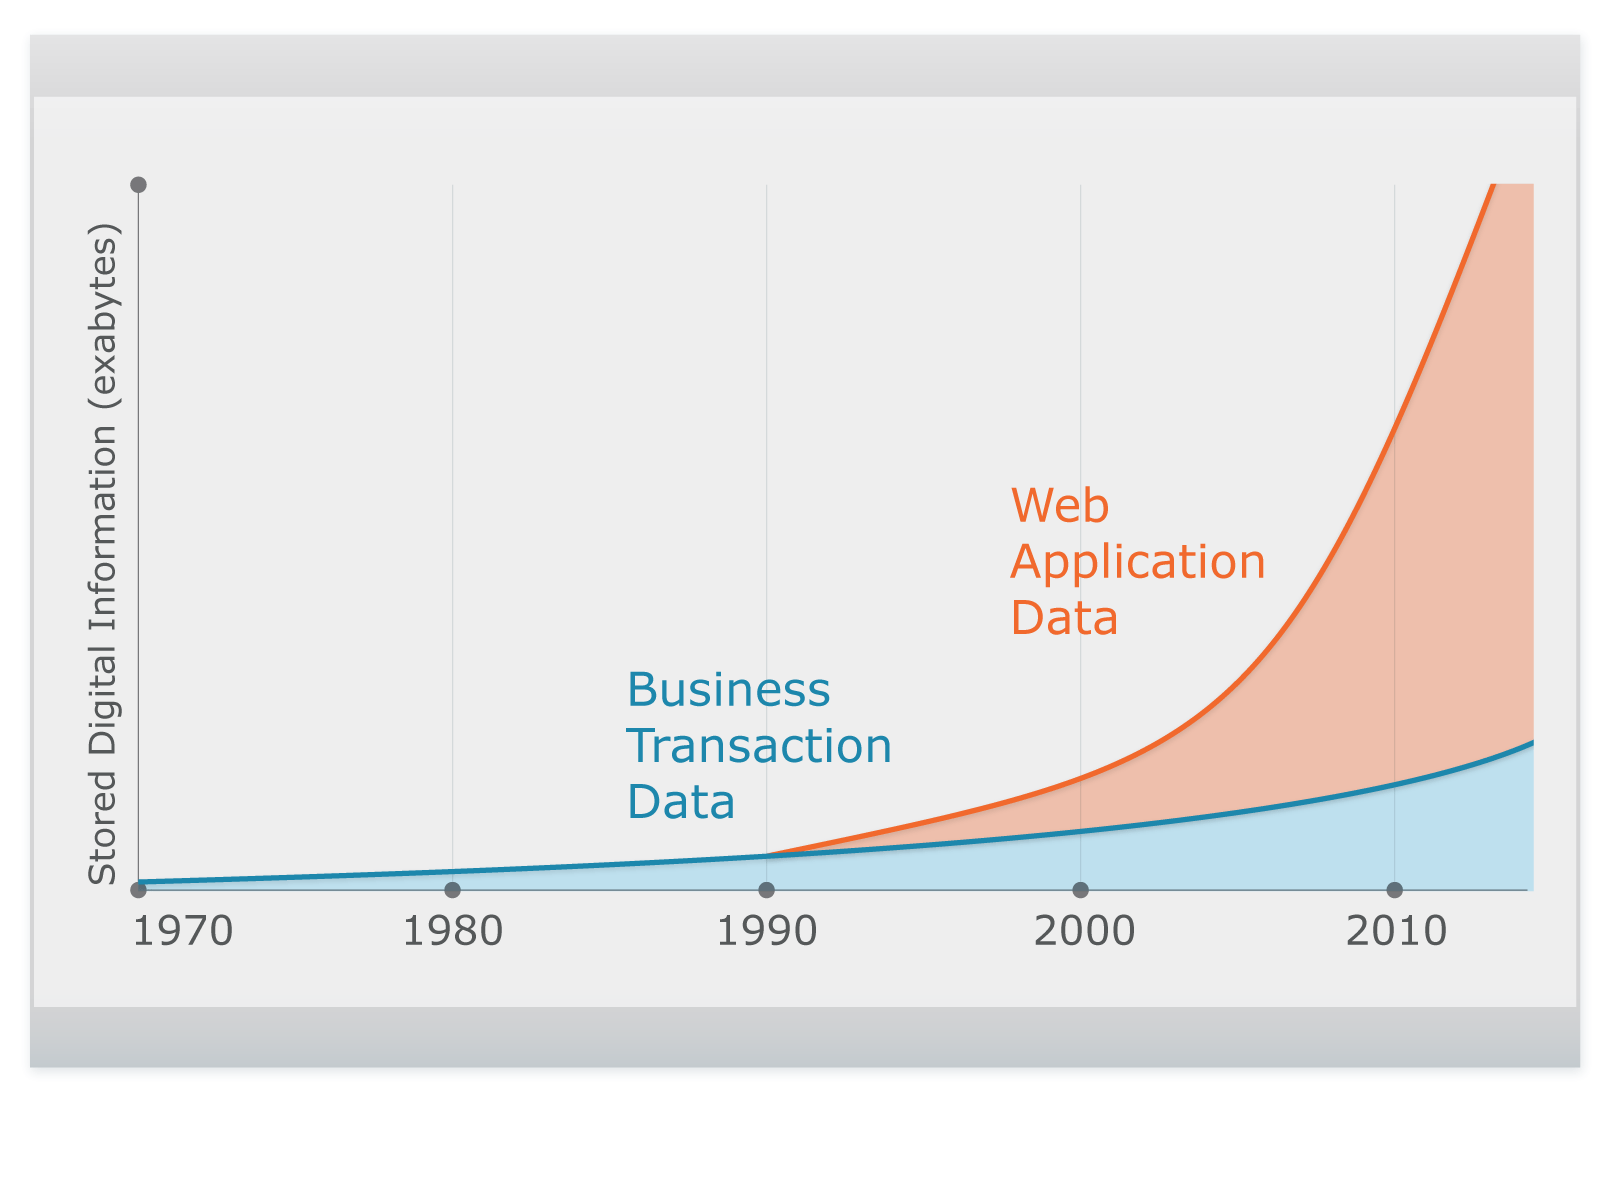 Stored Digital Information (exabytes)
Web
Application
Data
Business
Transaction
Data
1970
1980
1990
2000
2010